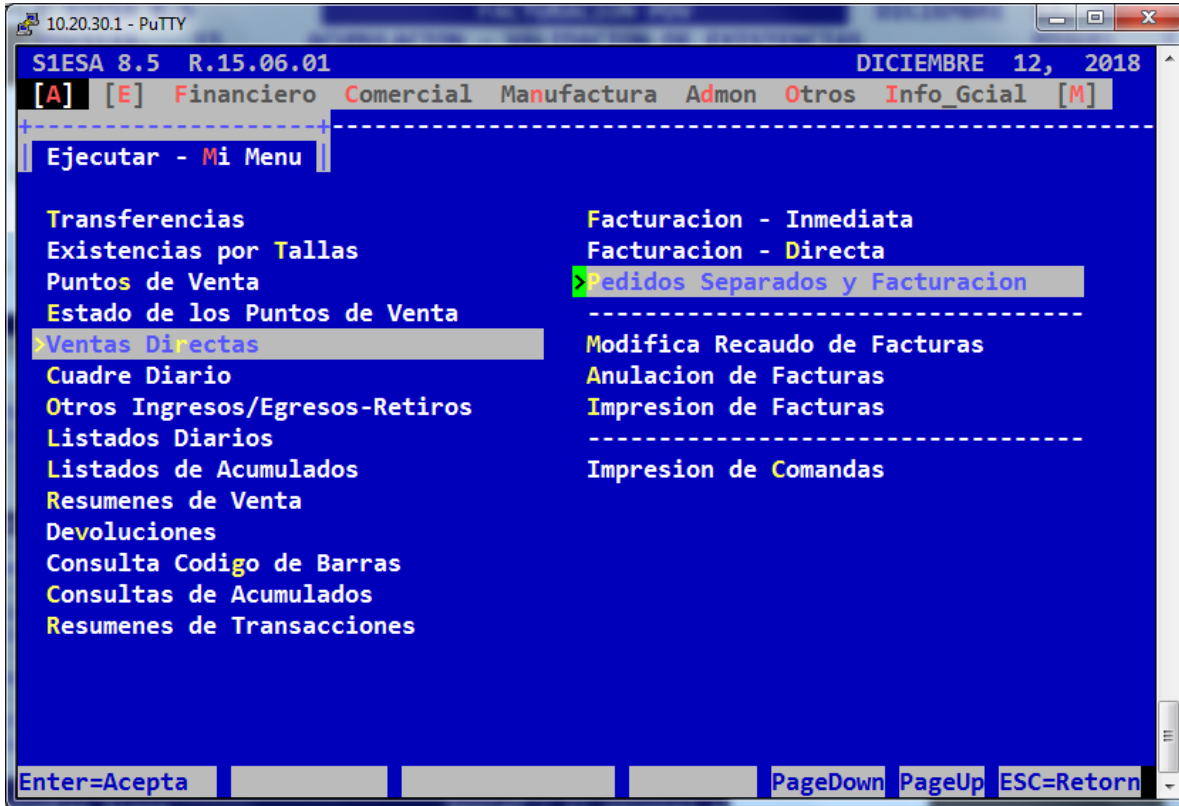 10.20.30.1 - PuTTY
S1ESA 8.5 R.15.06.01 DICIEMBRE 12, 2018
[A] [E] Financiero Comercial Manufactura Admon Otros Info_Gcial [M]
Ejecutar - Mi Menu
Transferencias
Existencias por Tallas
Puntos de Venta
Estado de los Puntos de Venta
>Ventas Directas
Cuadre Diario
Otros Ingresos/Egresos-Retiros
Listados Diarios
Listados de Acumulados
Resumenes de Venta
Devoluciones
Consulta Codigo de Barras
Consultas de Acumulados
Resumenes de Transacciones
Facturacion - Inmediata
Facturacion - Directa
>Pedidos Separados y Facturacion
-----------------------------------
Modifica Recaudo de Facturas
Anulacion de Facturas
Impresion de Facturas
-----------------------------------
Impresion de Comandas
Enter=Acepta PageDown PageUp ESC=Retorn